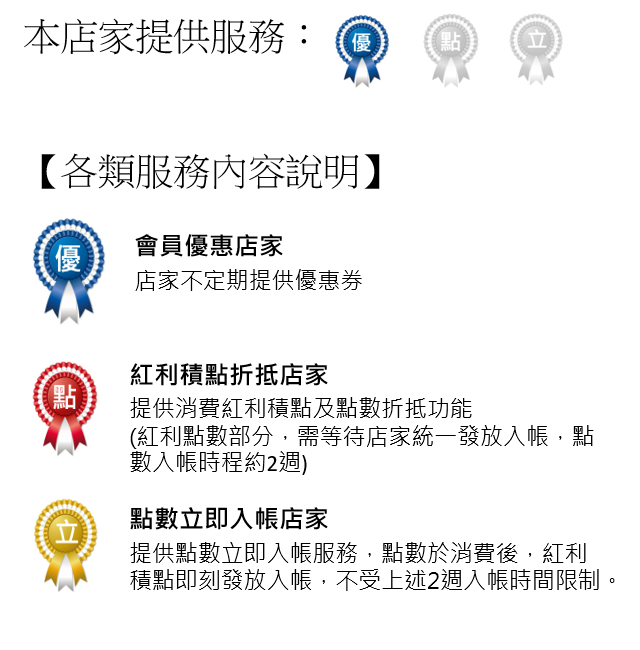 本店家提供服務：優 點 立
【各類服務內容說明】
優
會員優惠店家
店家不定期提供優惠券
點
紅利積點折抵店家
提供消費紅利積點及點數折抵功能
(紅利點數部分，需等待店家統一發放入帳，點
數入帳時程約2週)
立
點數立即入帳店家
提供點數立即入帳服務，點數於消費後，紅利
積點即刻發放入帳，不受上述2週入帳時間限制。